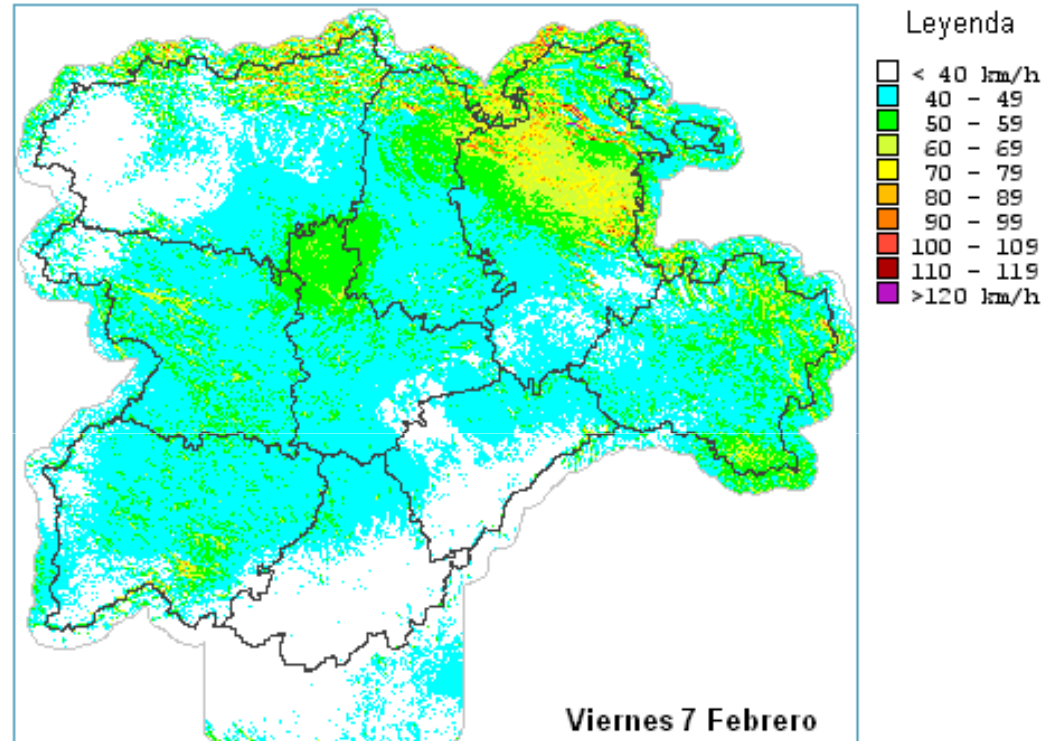 Leyenda
< 40 km/h
40 - 49
50 - 59
60 - 69
70 - 79
80 - 89
90 - 99
100 - 109
110 - 119
>120 km/h
Viernes 7 Febrero